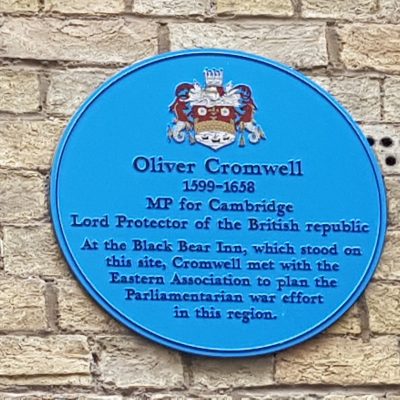 Oliver Cromwell
1599-1658
MP for Cambridge
Lord Protector of the British republic
At the Black Bear Inn, which stood on
this site, Cromwell met with the
Eastern Association to plan the
Parliamentarian war effort
in this region.